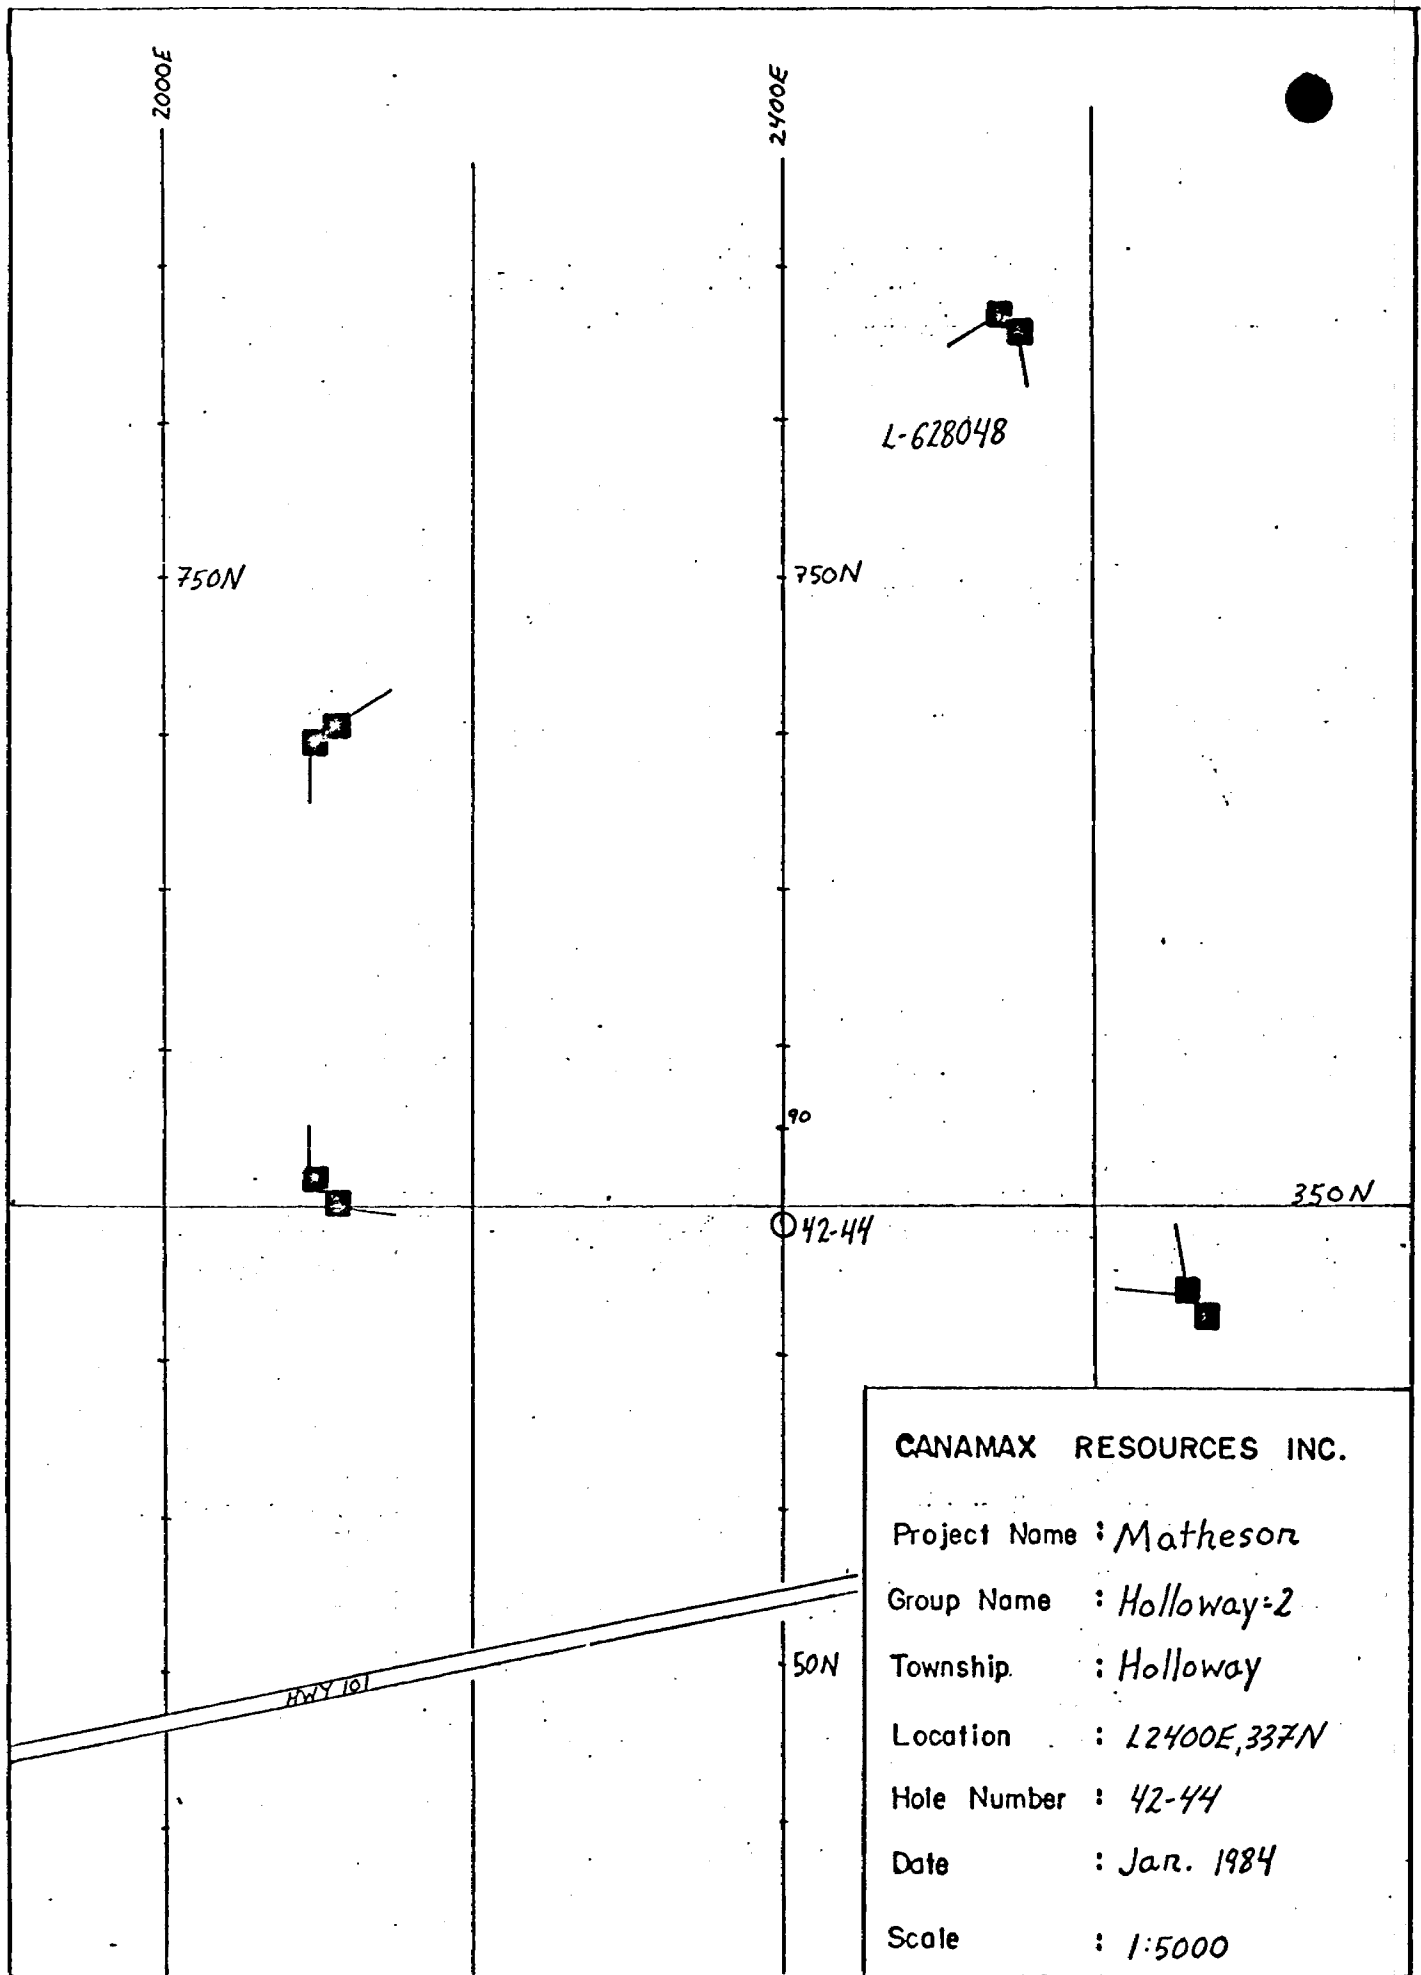 2000E
2400E
L-628048
750N
750N
90
350N
42-44
HWY 101
50N
CANAMAX RESOURCES INC.
Project Name : Matheson
Group Name : Holloway-2
Township : Holloway
Location : L2400E, 337N
Hole Number : 42-44
Date : Jan. 1984
Scale : 1:5000